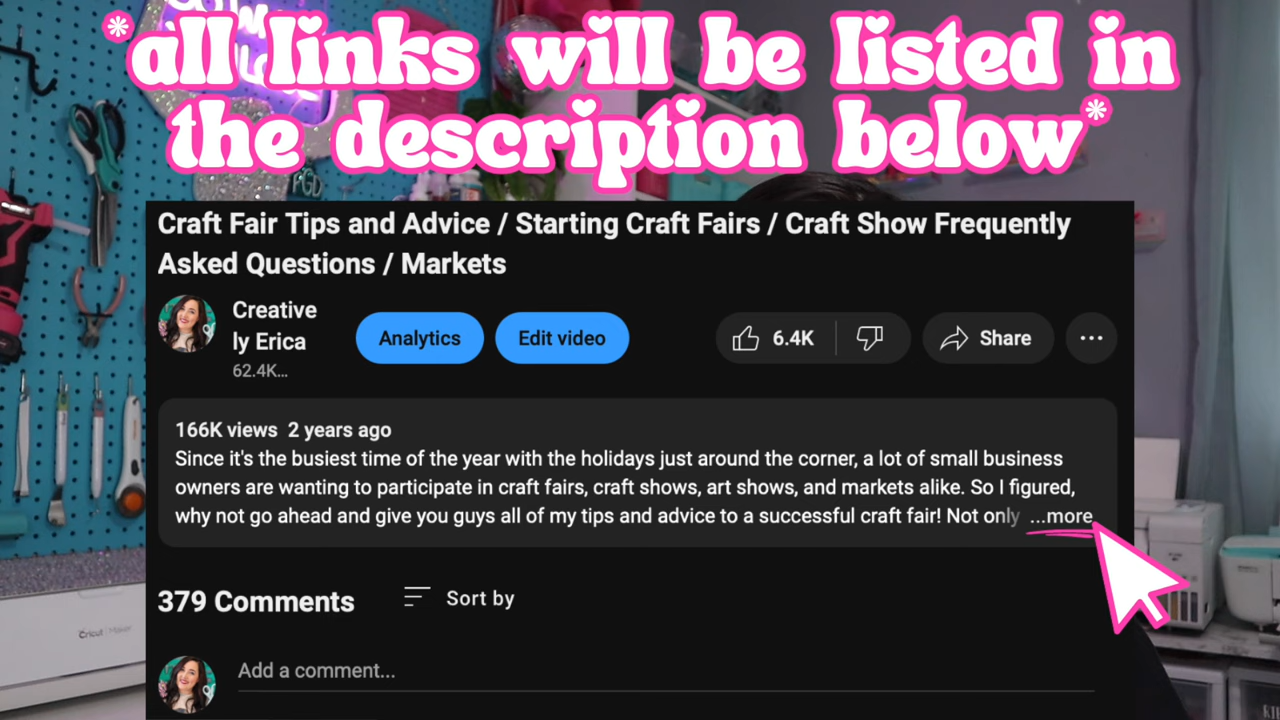 *all links will be listed in
the description below*
PGD
Craft Fair Tips and Advice / Starting Craft Fairs / Craft Show Frequently
Asked Questions / Markets
Creative
ly Erica
62.4K...
Analytics
Edit video
6.4K
Share
166K views 2 years ago
Since it's the busiest time of the year with the holidays just around the corner, a lot of small business
owners are wanting to participate in craft fairs, craft shows, art shows, and markets alike. So I figured,
why not go ahead and give you guys all of my tips and advice to a successful craft fair! Not only ...more
379 Comments
Sort by
Cricut Maker
Add a comment...